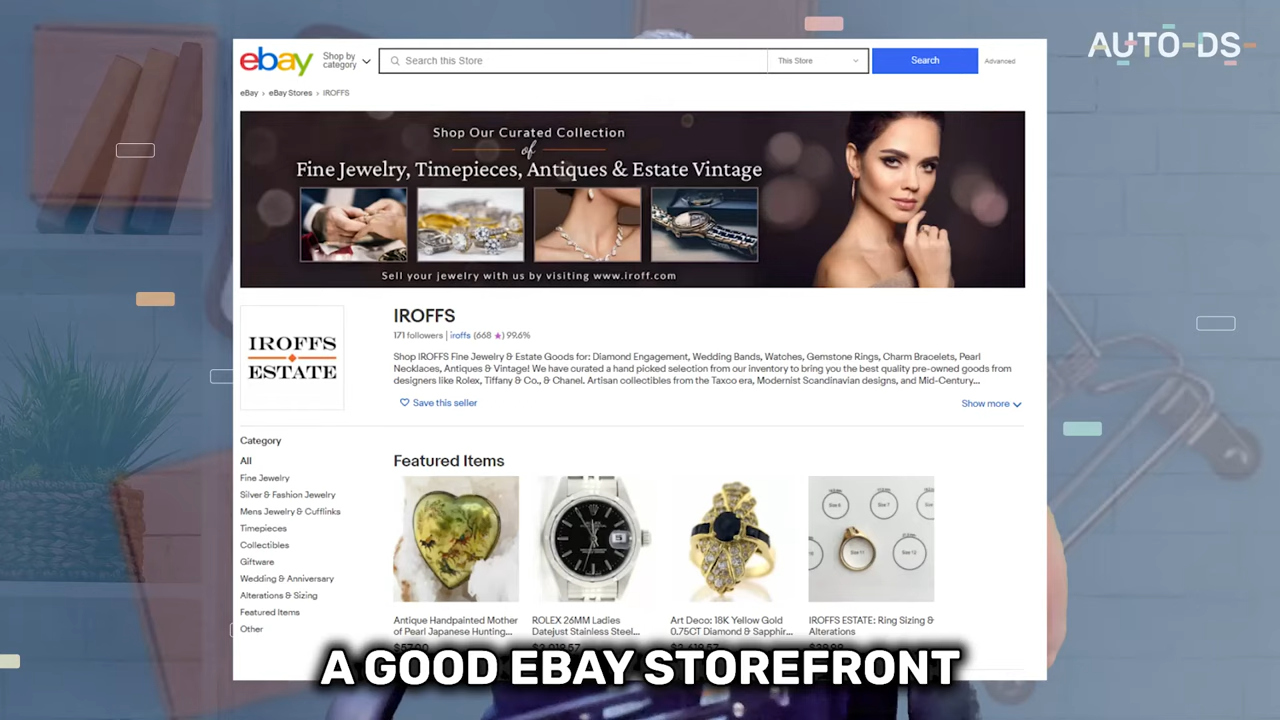 AUTO-DS
ebay
Shop by
category
Search this Store
This Store
Search
Advanced
eBay > eBay Stores > IROFFS
Shop Our Curated Collection
of
Fine Jewelry, Timepieces, Antiques & Estate Vintage
Sell your jewelry with us by visiting www.iroff.com
IROFFS
ESTATE
IROFFS
171 followers | iroffs (668 ★) 99.6%
Shop IROFFS Fine Jewelry & Estate Goods for: Diamond Engagement, Wedding Bands, Watches, Gemstone Rings, Charm Bracelets, Pearl
Necklaces, Antiques & Vintage! We have curated a hand picked selection from our inventory to bring you the best quality pre-owned goods from
designers like Rolex, Tiffany & Co., & Chanel. Artisan collectibles from the Taxco era, Modernist Scandinavian designs, and Mid-Century...
Save this seller
Show more
Category
All
Fine Jewelry
Silver & Fashion Jewelry
Mens Jewelry & Cufflinks
Timepieces
Collectibles
Giftware
Wedding & Anniversary
Alterations & Sizing
Featured Items
Other
Featured Items
Size 6
Size 7
Size 11
Size 12
Antique Handpainted Mother
of Pearl Japanese Hunting...
ROLEX 26MM Ladies
Datejust Stainless Steel...
Art Deco: 18K Yellow Gold
0.75CT Diamond & Sapphir...
IROFFS ESTATE: Ring Sizing &
Alterations
A GOOD EBAY STOREFRONT